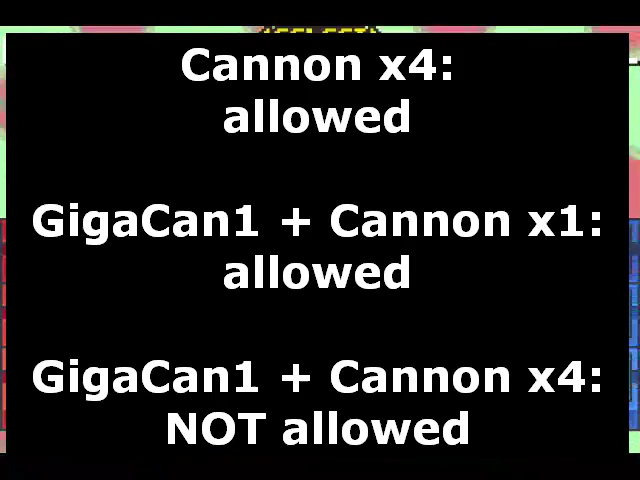 Cannon x4:
allowed
GigaCan1 + Cannon x1:
allowed
GigaCan1 + Cannon x4:
NOT allowed